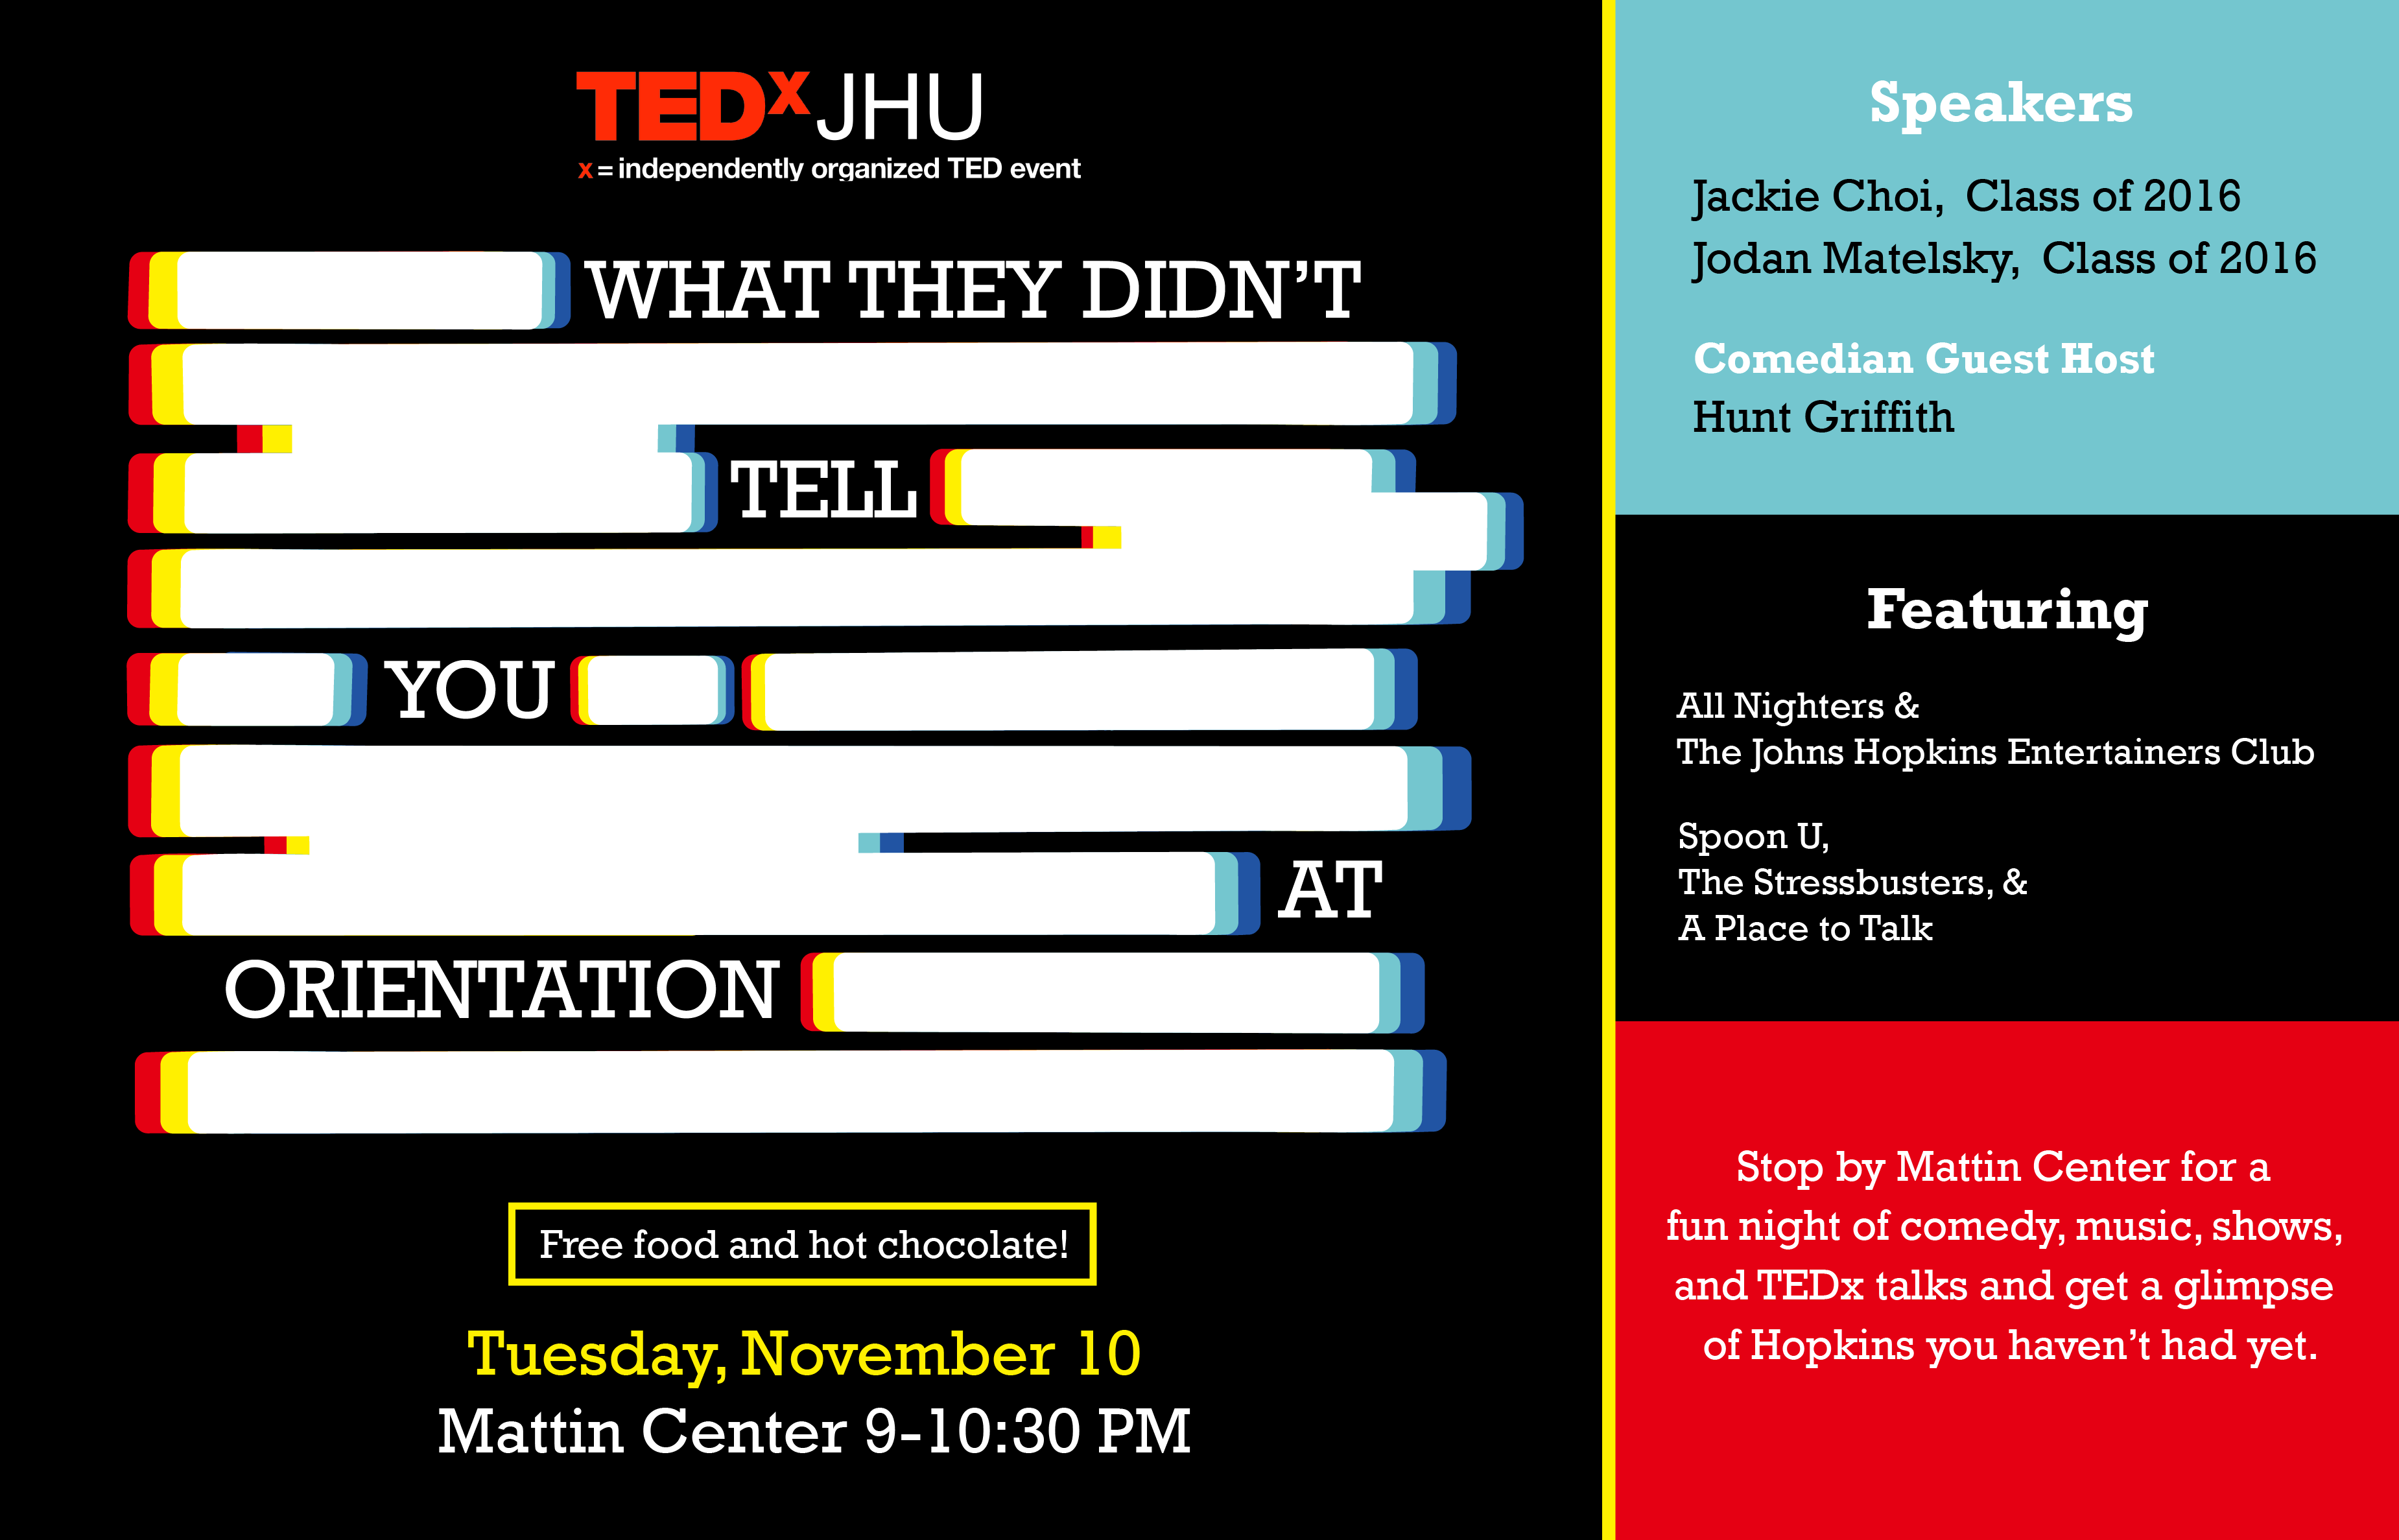 TEDx JHU
x = independently organized TED event
WHAT THEY DIDN'T
TELL
YOU
AT
ORIENTATION
Free food and hot chocolate!
Tuesday, November 10
Mattin Center 9-10:30 PM
Speakers
Jackie Choi, Class of 2016
Jodan Matelsky, Class of 2016
Comedian Guest Host
Hunt Griffith
Featuring
All Nighters &
The Johns Hopkins Entertainers Club
Spoon U,
The Stressbusters, &
A Place to Talk
Stop by Mattin Center for a
fun night of comedy, music, shows,
and TEDx talks and get a glimpse
of Hopkins you haven't had yet.